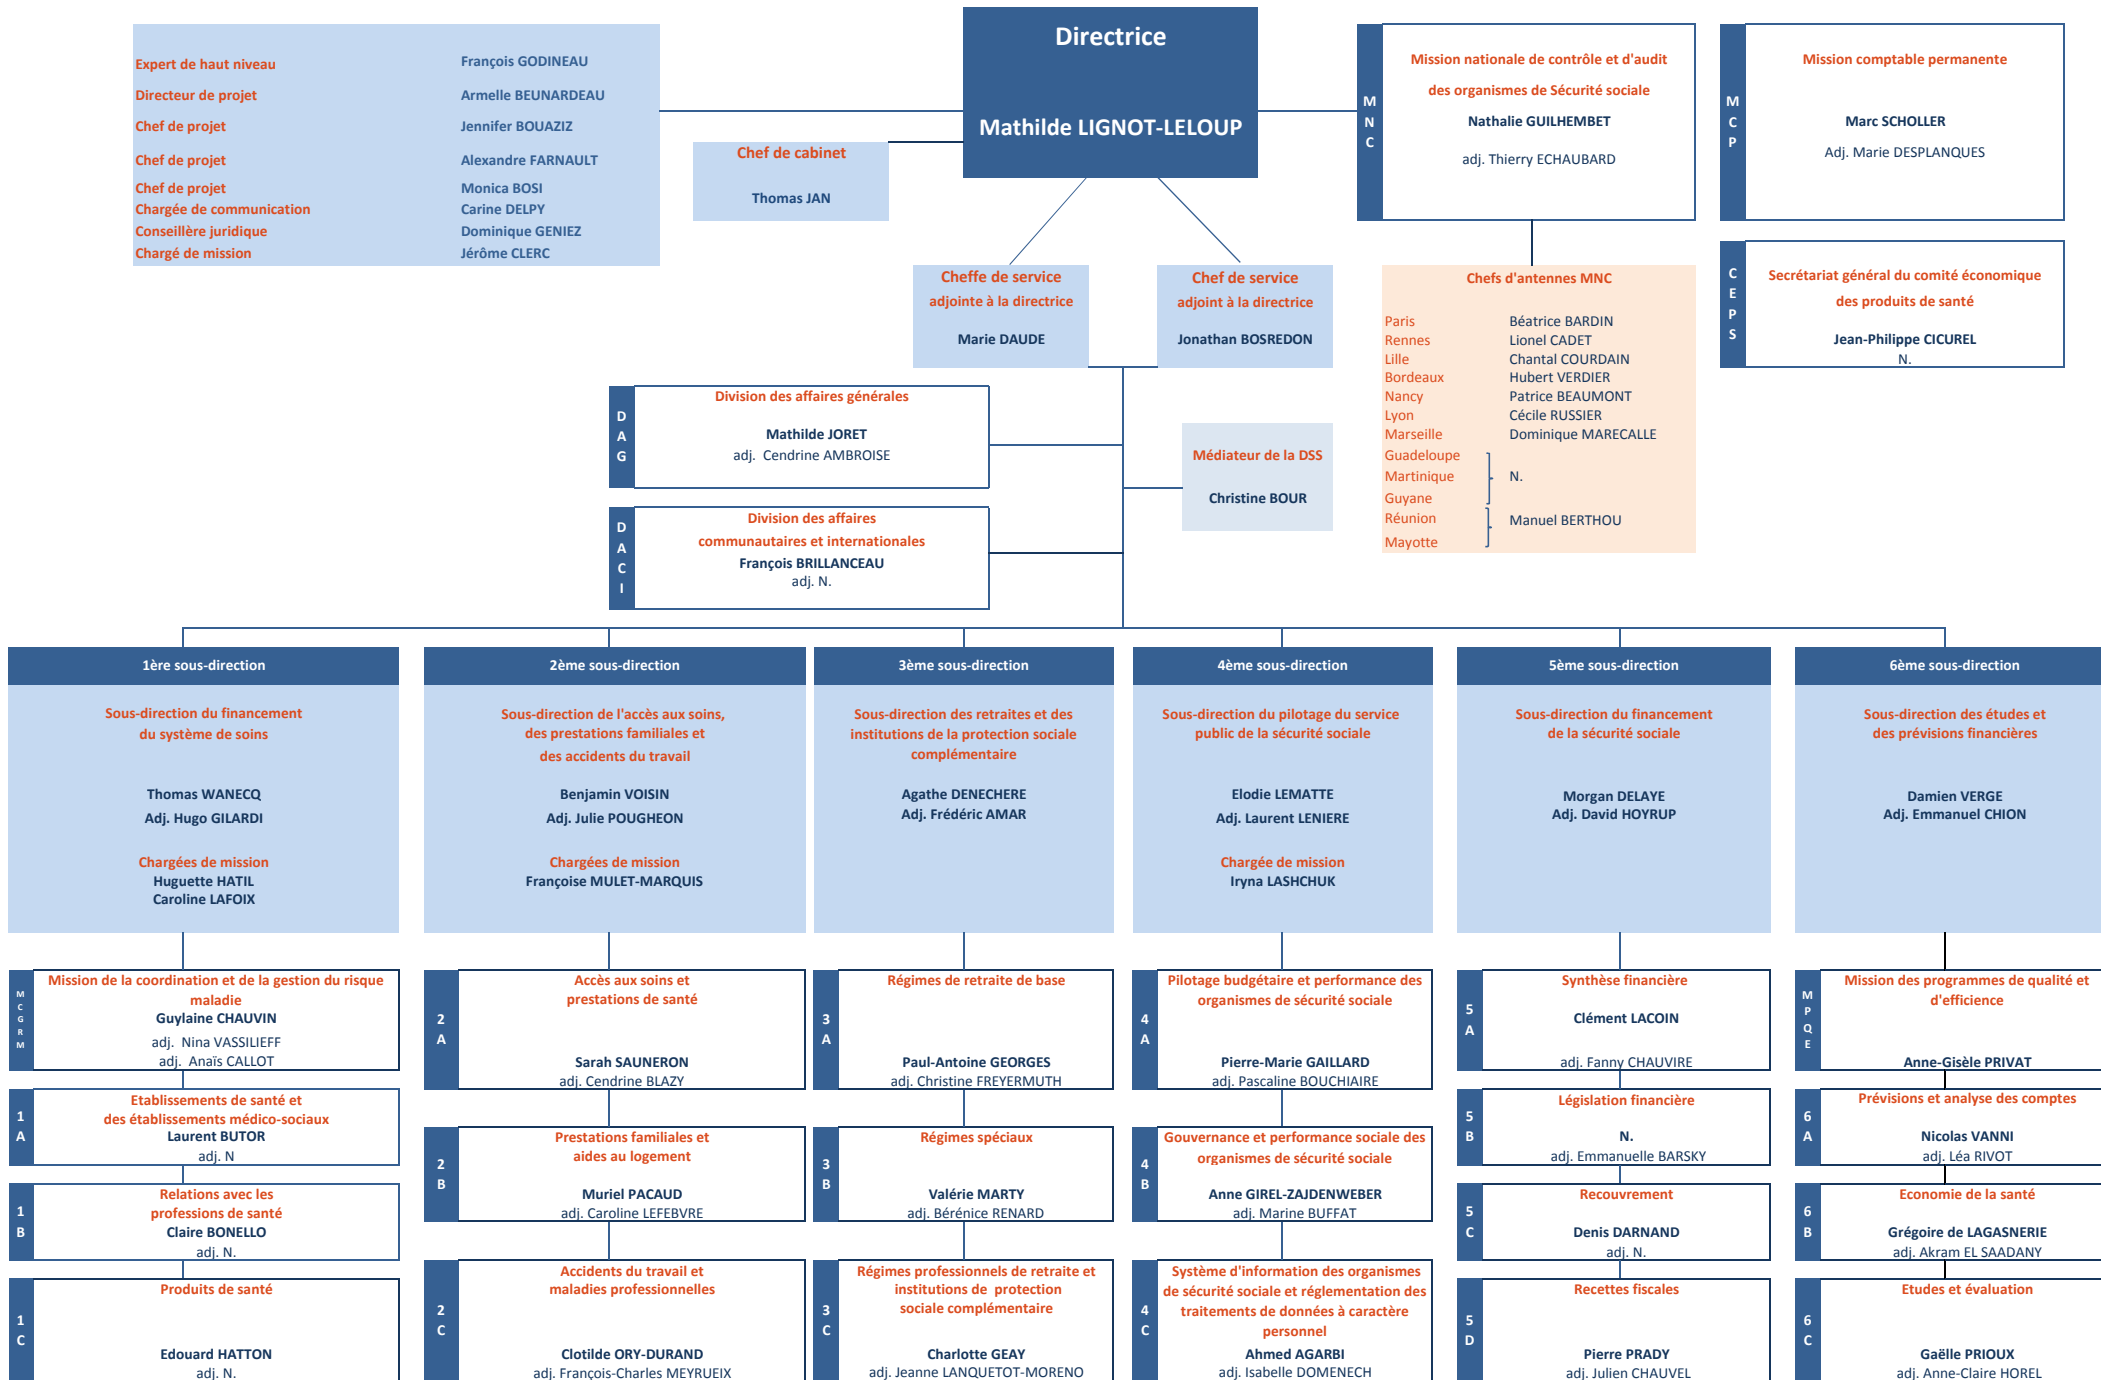 Directrice
Mathilde LIGNOT-LELOUP
Expert de haut niveau François GODINEAU
Directeur de projet Armelle BEUNARDEAU
Chef de projet Jennifer BOUAZIZ
Chef de projet Alexandre FARNAULT
Chef de projet Monica BOSI
Chargée de communication Carine DELPY
Conseillère juridique Dominique GENIEZ
Chargé de mission Jérôme CLERC
Chef de cabinet
Thomas JAN
MNC
Mission nationale de contrôle et d'audit
des organismes de Sécurité sociale
Nathalie GUILHEMBET
adj. Thierry ECHAUBARD
MCP
Mission comptable permanente
Marc SCHOLLER
Adj. Marie DESPLANQUES
Cheffe de service
adjointe à la directrice
Marie DAUDE
Chef de service
adjoint à la directrice
Jonathan BOSREDON
Chefs d'antennes MNC
Paris Béatrice BARDIN
Rennes Lionel CADET
Lille Chantal COURDAIN
Bordeaux Hubert VERDIER
Nancy Patrice BEAUMONT
Lyon Cécile RUSSIER
Marseille Dominique MARECALLE
Guadeloupe
Martinique N.
Guyane
Réunion Manuel BERTHOU
Mayotte
CEPS
Secrétariat général du comité économique
des produits de santé
Jean-Philippe CICUREL
N.
DAG
Division des affaires générales
Mathilde JORET
adj. Cendrine AMBROISE
Médiateur de la DSS
Christine BOUR
DACI
Division des affaires
communautaires et internationales
François BRILLANCEAU
adj. N.
1ère sous-direction
Sous-direction du financement
du système de soins
Thomas WANECQ
Adj. Hugo GILARDI
Chargées de mission
Huguette HATIL
Caroline LAFOIX
2ème sous-direction
Sous-direction de l'accès aux soins,
des prestations familiales et
des accidents du travail
Benjamin VOISIN
Adj. Julie POUGHEON
Chargées de mission
Françoise MULET-MARQUIS
3ème sous-direction
Sous-direction des retraites et des
institutions de la protection sociale
complémentaire
Agathe DENECHERE
Adj. Frédéric AMAR
4ème sous-direction
Sous-direction du pilotage du service
public de la sécurité sociale
Elodie LEMATTE
Adj. Laurent LENIERE
Chargée de mission
Iryna LASHCHUK
5ème sous-direction
Sous-direction du financement
de la sécurité sociale
Morgan DELAYE
Adj. David HOYRUP
6ème sous-direction
Sous-direction des études et
des prévisions financières
Damien VERGE
Adj. Emmanuel CHION
MCGRM
Mission de la coordination et de la gestion du risque
maladie
Guylaine CHAUVIN
adj. Nina VASSILIEFF
adj. Anaïs CALLOT
1A
Etablissements de santé et
des établissements médico-sociaux
Laurent BUTOR
adj. N
1B
Relations avec les
professions de santé
Claire BONELLO
adj. N.
1C
Produits de santé
Edouard HATTON
adj. N.
2A
Accès aux soins et
prestations de santé
Sarah SAUNERON
adj. Cendrine BLAZY
2B
Prestations familiales et
aides au logement
Muriel PACAUD
adj. Caroline LEFEBVRE
2C
Accidents du travail et
maladies professionnelles
Clotilde ORY-DURAND
adj. François-Charles MEYRUEIX
3A
Régimes de retraite de base
Paul-Antoine GEORGES
adj. Christine FREYERMUTH
3B
Régimes spéciaux
Valérie MARTY
adj. Bérénice RENARD
3C
Régimes professionnels de retraite et
institutions de protection
sociale complémentaire
Charlotte GEAY
adj. Jeanne LANQUETOT-MORENO
4A
Pilotage budgétaire et performance des
organismes de sécurité sociale
Pierre-Marie GAILLARD
adj. Pascaline BOUCHIAIRE
4B
Gouvernance et performance sociale des
organismes de sécurité sociale
Anne GIREL-ZAJDENWEBER
adj. Marine BUFFAT
4C
Système d'information des organismes
de sécurité sociale et réglementation des
traitements de données à caractère
personnel
Ahmed AGARBI
adj. Isabelle DOMENECH
5A
Synthèse financière
Clément LACOIN
adj. Fanny CHAUVIRE
5B
Législation financière
N.
adj. Emmanuelle BARSKY
5C
Recouvrement
Denis DARNAND
adj. N.
5D
Recettes fiscales
Pierre PRADY
adj. Julien CHAUVEL
MPQE
Mission des programmes de qualité et
d'efficience
Anne-Gisèle PRIVAT
6A
Prévisions et analyse des comptes
Nicolas VANNI
adj. Léa RIVOT
6B
Economie de la santé
Grégoire de LAGASNERIE
adj. Akram EL SAADANY
6C
Etudes et évaluation
Gaëlle PRIOUX
adj. Anne-Claire HOREL